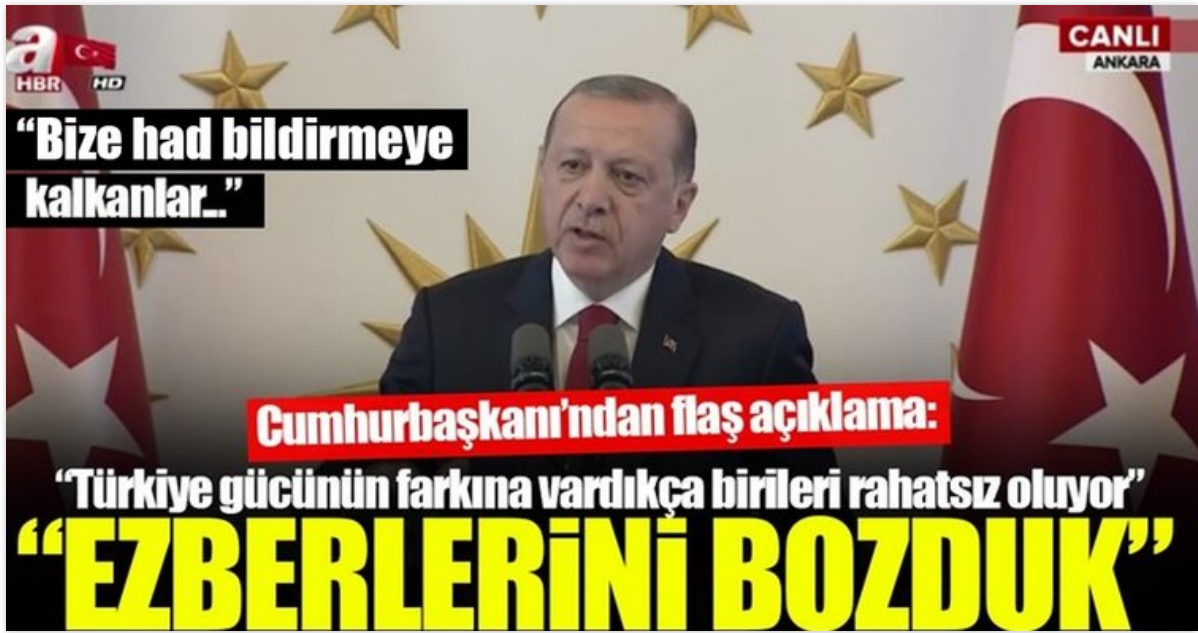 a
HBR HD
CANLI
ANKARA
“Bize had bildirmeye
kalkanlar...”
Cumhurbaşkanı’ndan flaş açıklama:
“Türkiye gücünün farkına vardıkça birileri rahatsız oluyor”
“EZBERLERİNİ BOZDUK”